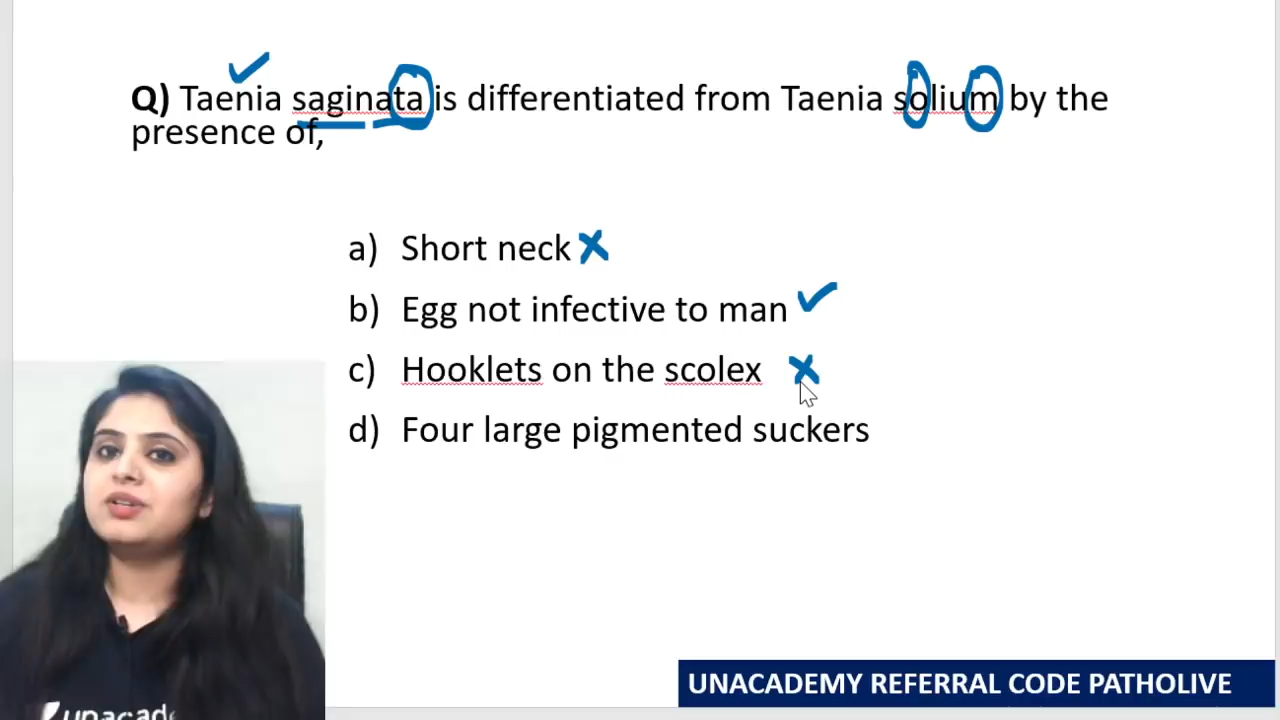 Q) Taenia saginata is differentiated from Taenia solium by the
presence of,
a) Short neck
b) Egg not infective to man
c) Hooklets on the scolex
d) Four large pigmented suckers
UNACADEMY REFERRAL CODE PATHOLIVE